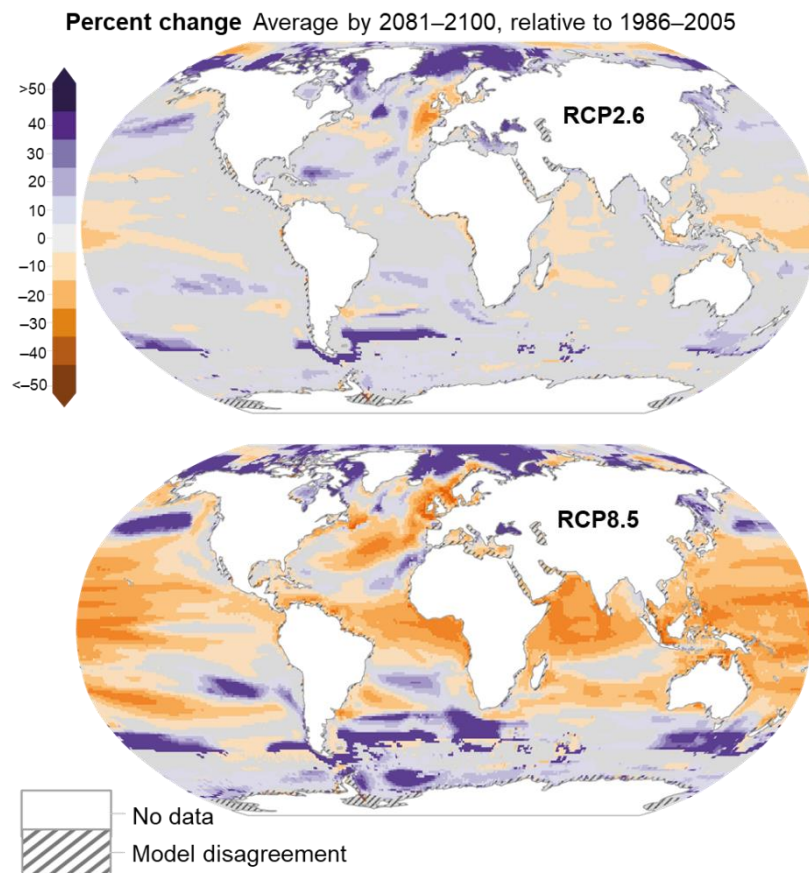 Percent change Average by 2081–2100, relative to 1986–2005
>50
40
30
20
10
0
–10
–20
–30
–40
<–50
RCP2.6
RCP8.5
No data
Model disagreement